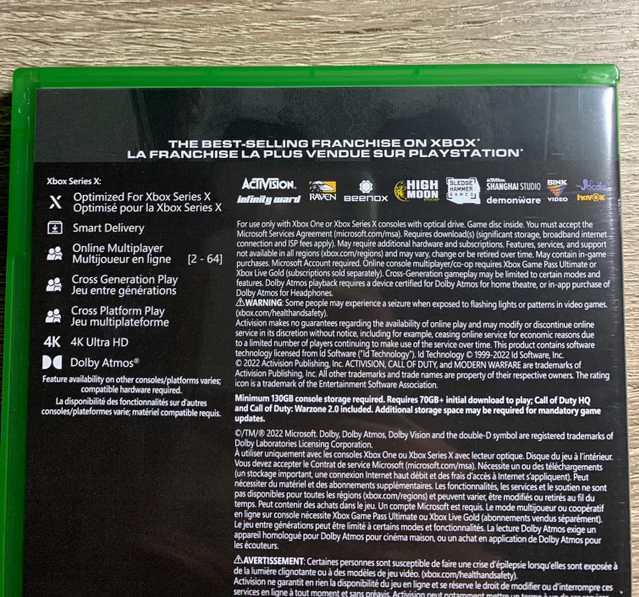 THE BEST-SELLING FRANCHISE ON XBOX*
LA FRANCHISE LA PLUS VENDUE SUR PLAYSTATION*
Xbox Series X:
Optimized For Xbox Series X
Optimisé pour la Xbox Series X
Smart Delivery
Online Multiplayer
Multijoueur en ligne [2 - 64]
Cross Generation Play
Jeu entre générations
Cross Platform Play
Jeu multiplateforme
4K 4K Ultra HD
Dolby Atmos®
Feature availability on other consoles/platforms varies;
compatible hardware required.
La disponibilité des fonctionnalités sur d'autres
consoles/plateformes varie; matériel compatible requis.
ACTIVISION. RAVEN BEENOX HIGH MOON SLEDGEHAMMER GAMES SHANGHAI STUDIO BINK VIDEO
infinity ward demonware havok
For use only with Xbox One or Xbox Series X consoles with optical drive. Game disc inside. You must accept the
Microsoft Services Agreement (microsoft.com/msa). Requires download(s) (significant storage, broadband internet
connection and ISP fees apply). May require additional hardware and subscriptions. Features, services, and support
not available in all regions (xbox.com/regions) and may vary, change or be retired over time. May contain in-game
purchases. Microsoft Account required. Online console multiplayer/co-op requires Xbox Game Pass Ultimate or
Xbox Live Gold (subscriptions sold separately). Cross-Generation gameplay may be limited to certain modes and
features. Dolby Atmos playback requires a device certified for Dolby Atmos for home theatre, or in-app purchase of
Dolby Atmos for Headphones.
⚠WARNING: Some people may experience a seizure when exposed to flashing lights or patterns in video games.
(xbox.com/healthandsafety).
Activision makes no guarantees regarding the availability of online play and may modify or discontinue online
service in its discretion without notice, including for example, ceasing online service for economic reasons due
to a limited number of players continuing to make use of the service over time. This product contains software
technology licensed from Id Software ("Id Technology"). Id Technology © 1999-2022 Id Software, Inc.
© 2022 Activision Publishing, Inc. ACTIVISION, CALL OF DUTY, and MODERN WARFARE are trademarks of
Activision Publishing, Inc. All other trademarks and trade names are property of their respective owners. The rating
icon is a trademark of the Entertainment Software Association.
Minimum 130GB console storage required. Requires 70GB+ initial download to play; Call of Duty HQ
and Call of Duty: Warzone 2.0 included. Additional storage space may be required for mandatory game
updates.
©/TM/® 2022 Microsoft. Dolby, Dolby Atmos, Dolby Vision and the double-D symbol are registered trademarks of
Dolby Laboratories Licensing Corporation.
À utiliser uniquement avec les consoles Xbox One ou Xbox Series X avec lecteur optique. Disque du jeu à l'intérieur.
Vous devez accepter le Contrat de service Microsoft (microsoft.com/msa). Nécessite un ou des téléchargements
(un stockage important, une connexion Internet haut débit et des frais d'accès à Internet s'appliquent). Peut
nécessiter du matériel et des abonnements supplémentaires. Les fonctionnalités, les services et le soutien ne sont
pas disponibles pour toutes les régions (xbox.com/regions) et peuvent varier, être modifiés ou retirés au fil du
temps. Peut contenir des achats dans le jeu. Un compte Microsoft est requis. Le mode multijoueur ou coopératif
en ligne sur console nécessite Xbox Game Pass Ultimate ou Xbox Live Gold (abonnements vendus séparément).
Le jeu entre générations peut être limité à certains modes et fonctionnalités. La lecture Dolby Atmos exige un
appareil homologué pour Dolby Atmos pour cinéma maison, ou un achat en application de Dolby Atmos pour
les écouteurs.
⚠AVERTISSEMENT: Certaines personnes sont susceptible de faire une crise d'épilepsie lorsqu'elles sont exposée à
de la lumière clignotante ou à des modèles de jeu vidéo. (xbox.com/healthandsafety).
Activision ne garantit en rien la disponibilité du jeu en ligne et se réserve le droit de modifier ou d'interrompre ces
services en ligne à tout moment et sans préavis. Activision peut notamment mettre un terme à